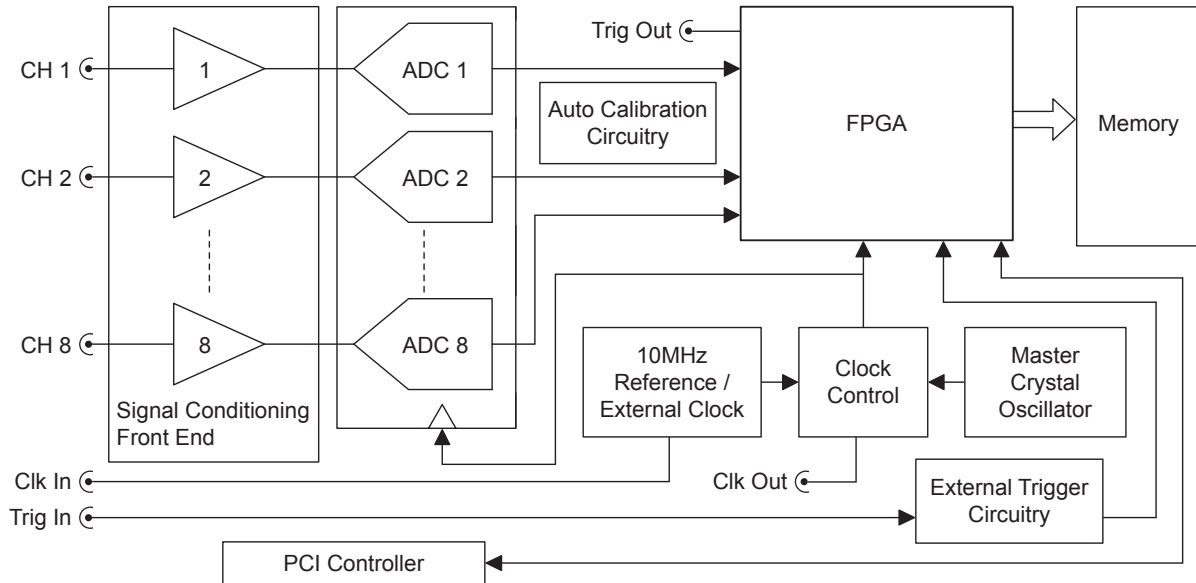 Trig Out
CH 1
1
ADC 1
Auto Calibration
Circuitry
FPGA
Memory
CH 2
2
ADC 2
CH 8
8
ADC 8
10MHz
Reference /
External Clock
Clock
Control
Master
Crystal
Oscillator
Signal Conditioning
Front End
Clk In
Clk Out
External Trigger
Circuitry
Trig In
PCI Controller